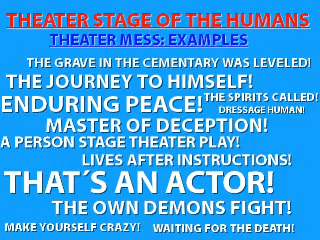 THEATER STAGE OF THE HUMANS
THEATER MESS: EXAMPLES
THE GRAVE IN THE CEMENTARY WAS LEVELED!
THE JOURNEY TO HIMSELF!
ENDURING PEACE! THE SPIRITS CALLED!
DRESSAGE HUMAN!
MASTER OF DECEPTION!
A PERSON STAGE THEATER PLAY!
LIVES AFTER INSTRUCTIONS!
THAT´S AN ACTOR!
THE OWN DEMONS FIGHT!
MAKE YOURSELF CRAZY! WAITING FOR THE DEATH!